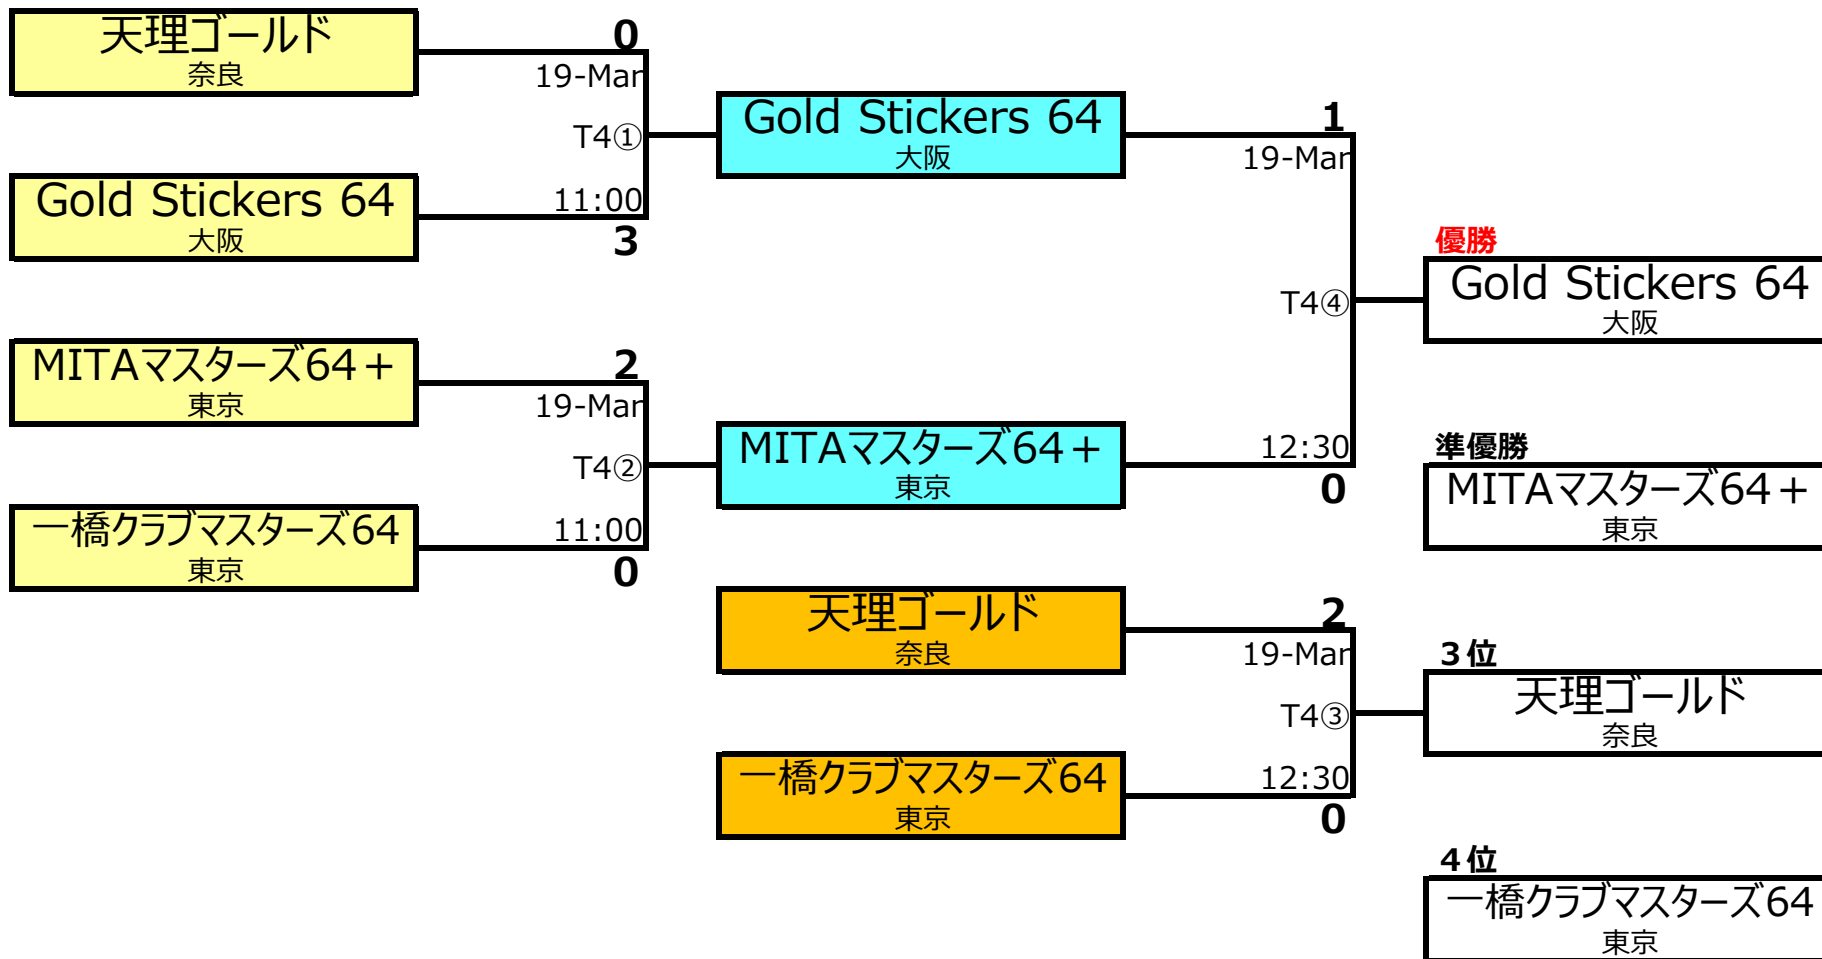 天理ゴールド
奈良
0
19-Mar
T4①
Gold Stickers 64
大阪
11:00
3
MITAマスターズ64＋
東京
2
19-Mar
T4②
一橋クラブマスターズ64
東京
11:00
0
Gold Stickers 64
大阪
1
19-Mar
T4④
MITAマスターズ64＋
東京
12:30
0
天理ゴールド
奈良
2
19-Mar
T4③
一橋クラブマスターズ64
東京
12:30
0
優勝
Gold Stickers 64
大阪
準優勝
MITAマスターズ64＋
東京
３位
天理ゴールド
奈良
４位
一橋クラブマスターズ64
東京